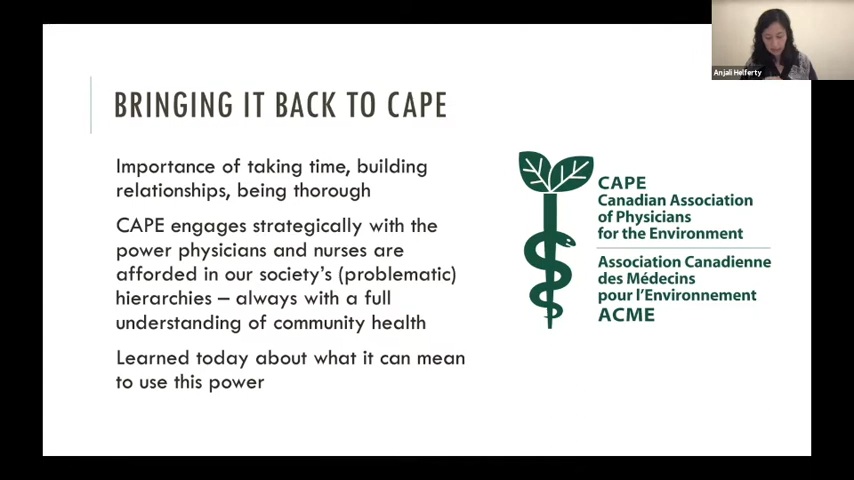 Anjali Helferty
BRINGING IT BACK TO CAPE
Importance of taking time, building
relationships, being thorough
CAPE engages strategically with the
power physicians and nurses are
afforded in our society's (problematic)
hierarchies – always with a full
understanding of community health
Learned today about what it can mean
to use this power
CAPE
Canadian Association
of Physicians
for the Environment
Association Canadienne
des Médecins
pour l'Environnement
ACME